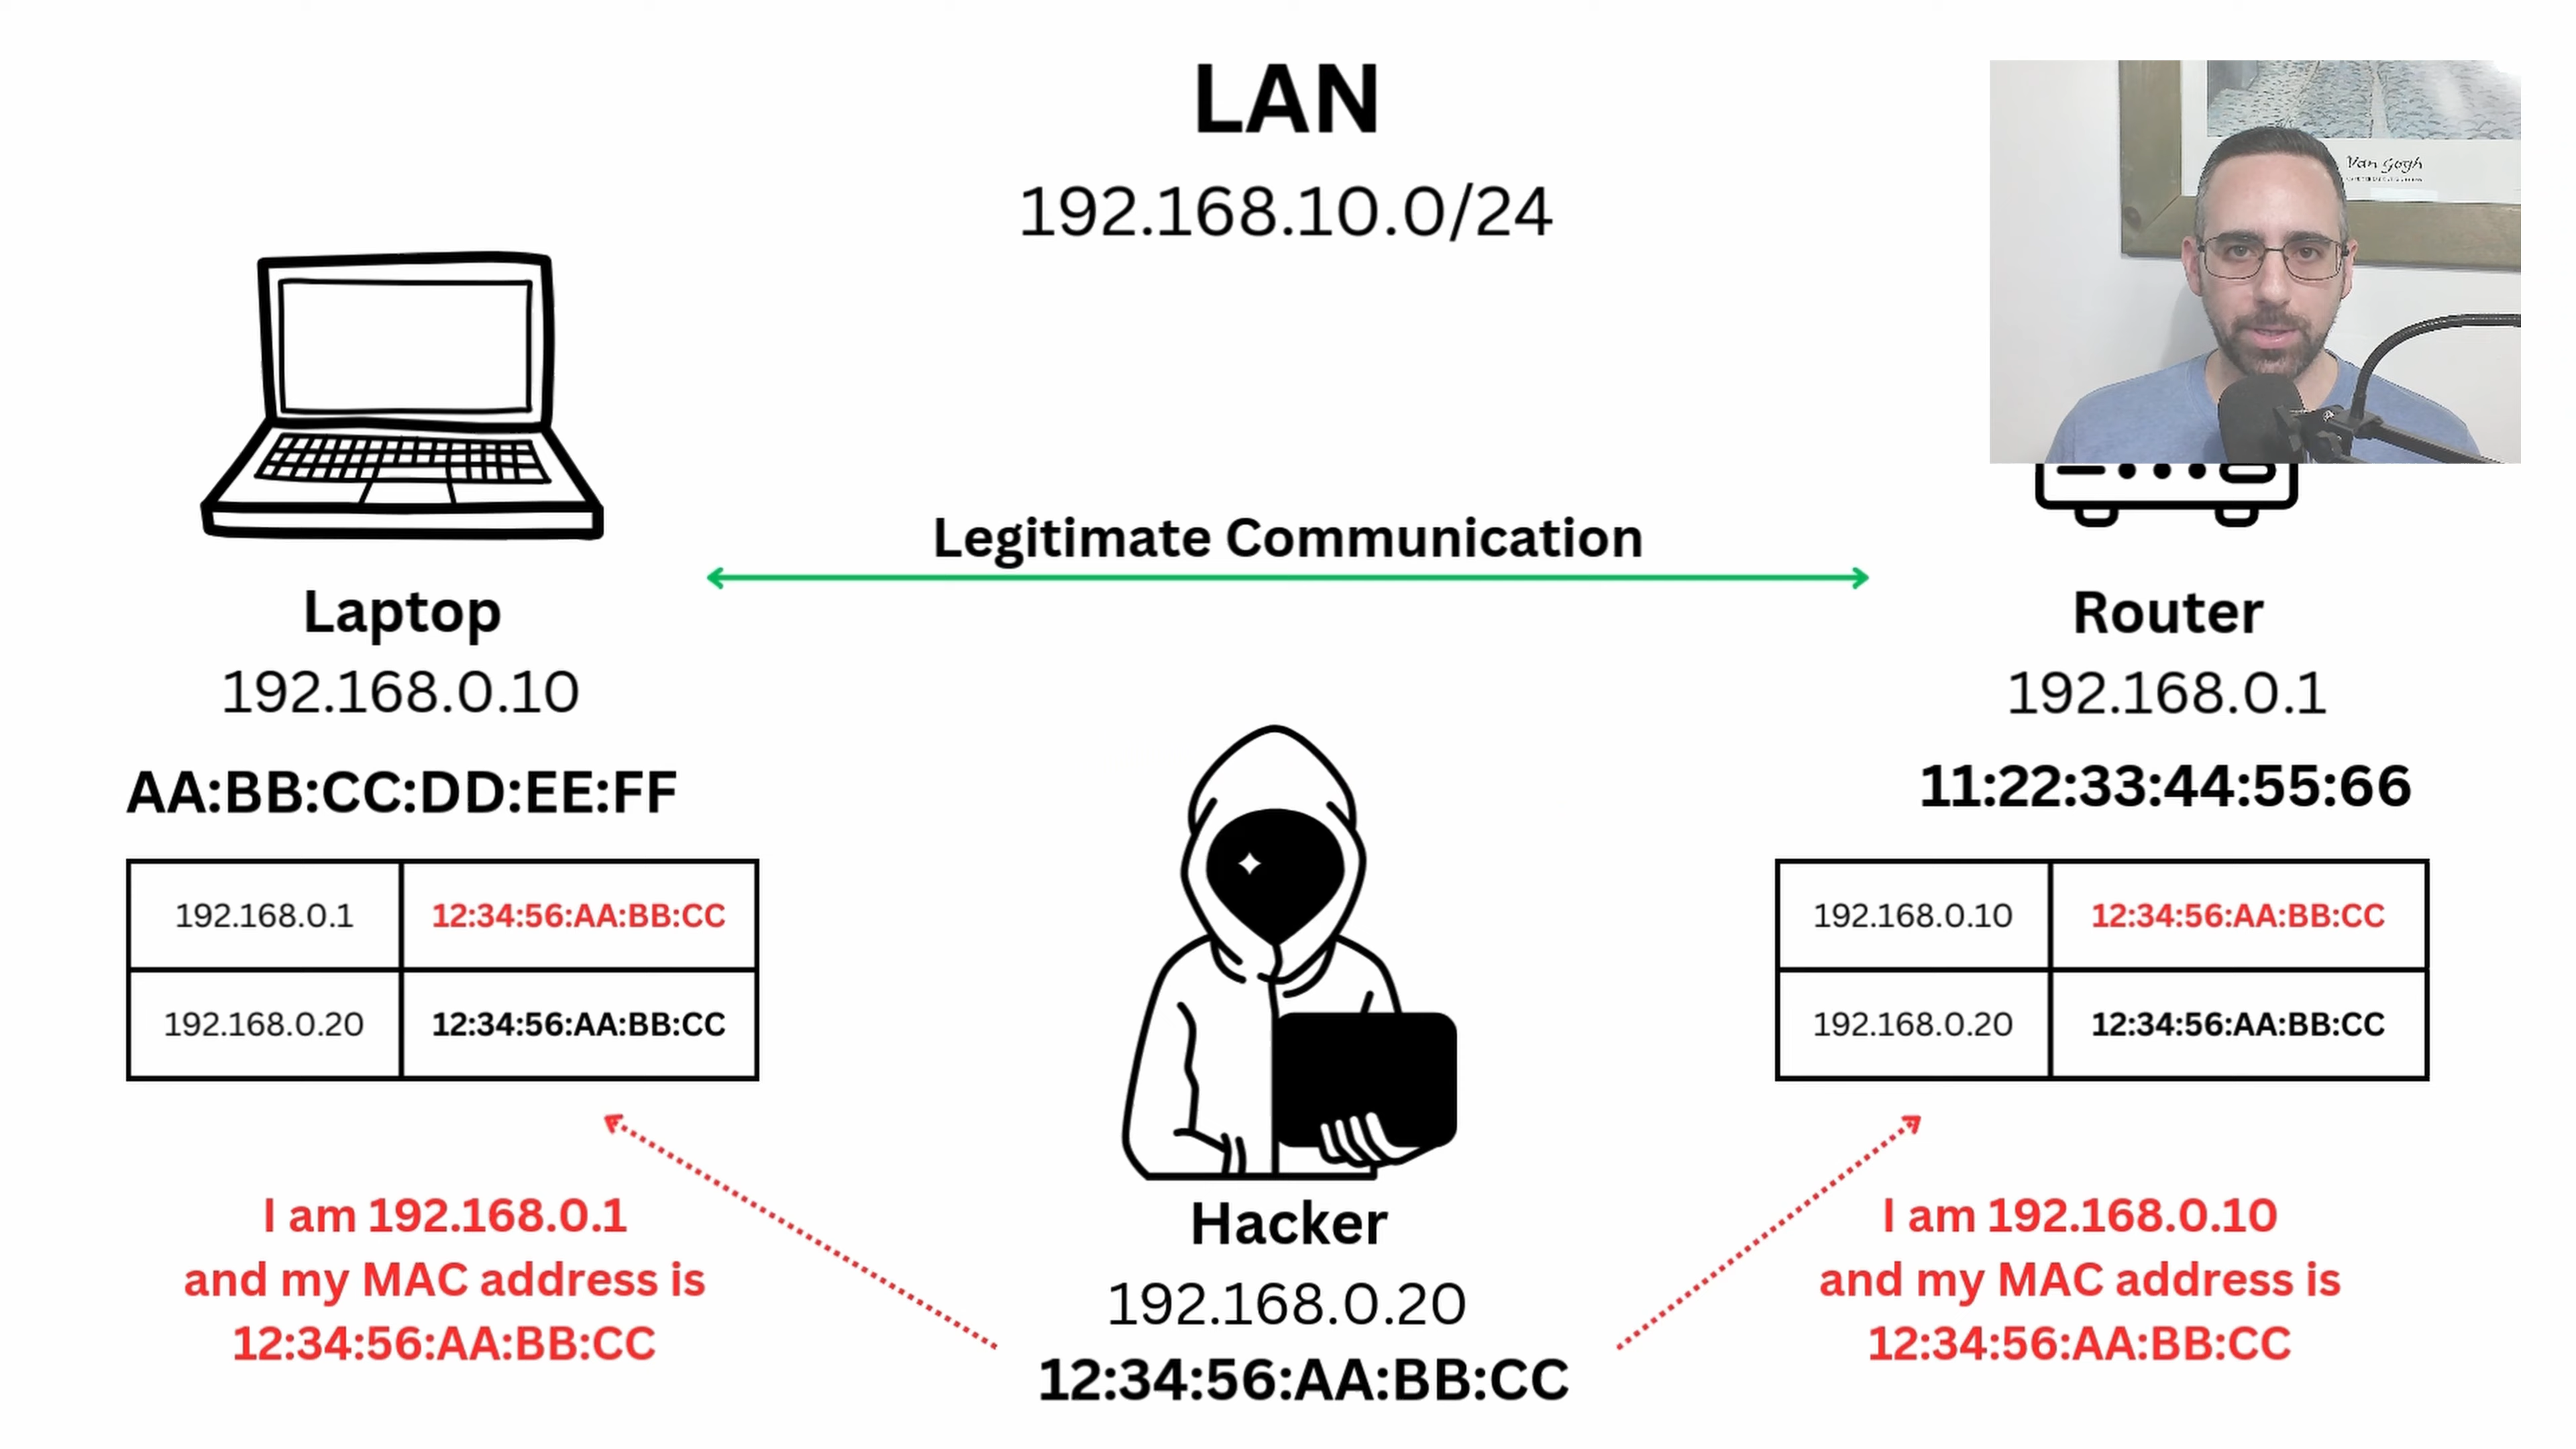 LAN
192.168.10.0/24
Van Gogh
Legitimate Communication
Laptop
192.168.0.10
AA:BB:CC:DD:EE:FF
192.168.0.1 12:34:56:AA:BB:CC
192.168.0.20 12:34:56:AA:BB:CC
I am 192.168.0.1
and my MAC address is
12:34:56:AA:BB:CC
Hacker
192.168.0.20
12:34:56:AA:BB:CC
Router
192.168.0.1
11:22:33:44:55:66
192.168.0.10 12:34:56:AA:BB:CC
192.168.0.20 12:34:56:AA:BB:CC
I am 192.168.0.10
and my MAC address is
12:34:56:AA:BB:CC